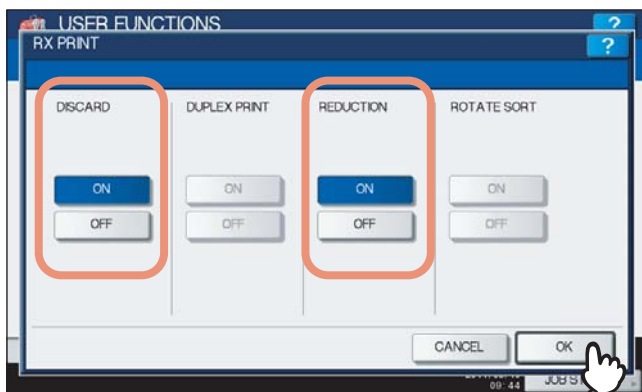 USER FUNCTIONS
?
RX PRINT
?
DISCARD
DUPLEX PRINT
REDUCTION
ROTATE SORT
ON
ON
ON
ON
OFF
OFF
OFF
OFF
CANCEL
OK
09:44